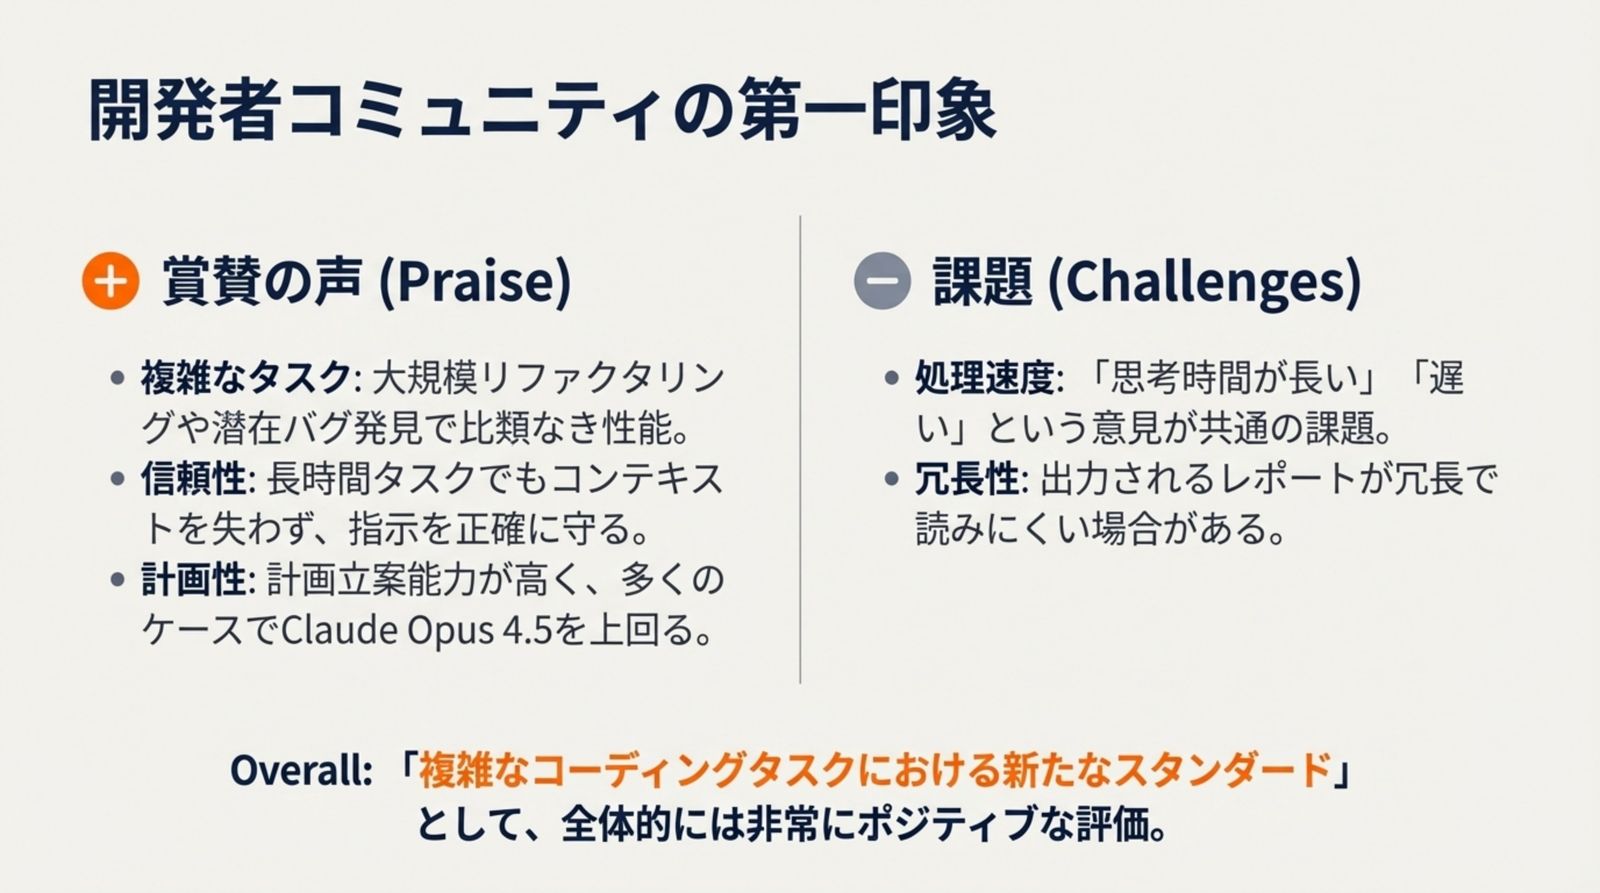 開発者コミュニティの第一印象
賞賛の声 (Praise)
複雑なタスク: 大規模リファクタリン
グや潜在バグ発見で比類なき性能。
信頼性: 長時間タスクでもコンテキス
トを失わず、指示を正確に守る。
計画性: 計画立案能力が高く、多くの
ケースでClaude Opus 4.5を上回る。
課題 (Challenges)
処理速度: 「思考時間が長い」「遅
い」という意見が共通の課題。
冗長性: 出力されるレポートが冗長で
読みにくい場合がある。
Overall: 「複雑なコーディングタスクにおける新たなスタンダード」
として、全体的には非常にポジティブな評価。